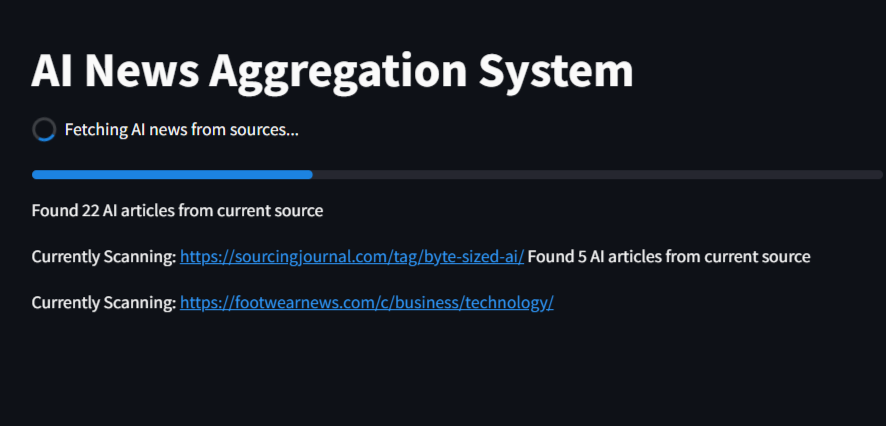 AI News Aggregation System
Fetching AI news from sources...
Found 22 AI articles from current source
Currently Scanning: https://sourcingjournal.com/tag/byte-sized-ai/ Found 5 AI articles from current source
Currently Scanning: https://footwearnews.com/c/business/technology/